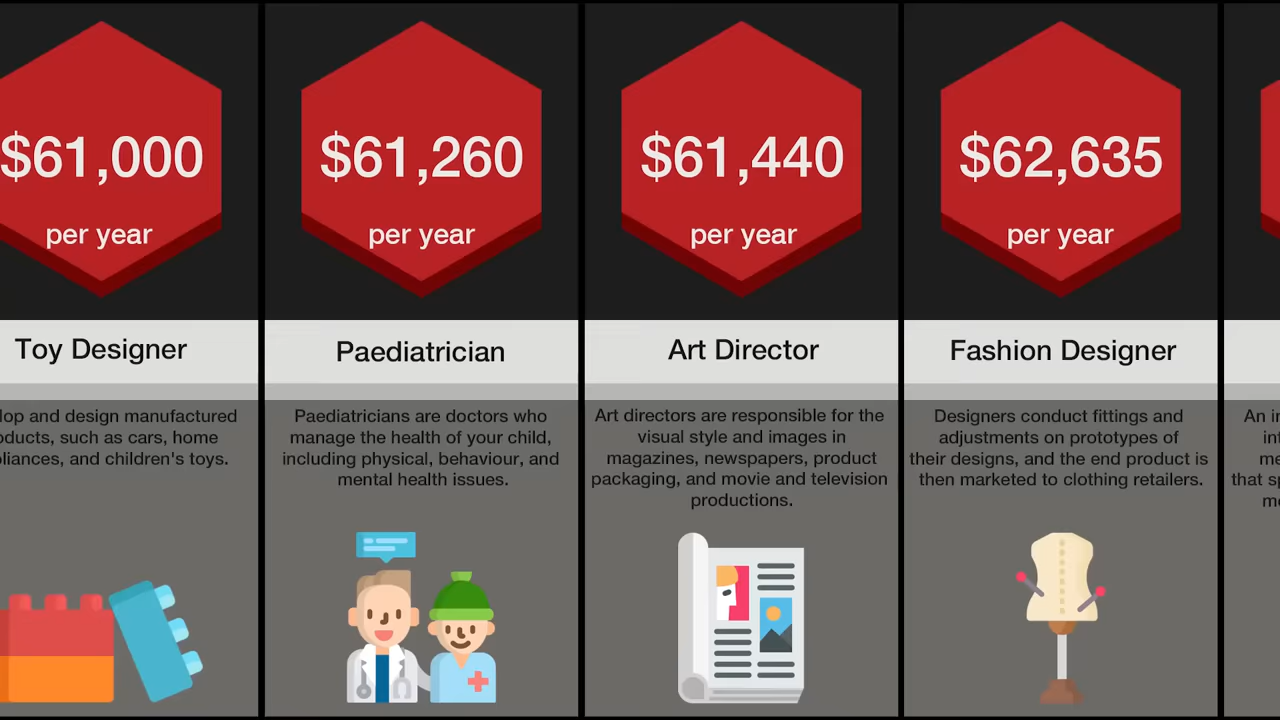 $61,000
per year
Toy Designer
and design manufactured
such as cars, home
and children's toys.
$61,260
per year
Paediatrician
Paediatricians are doctors who
manage the health of your child,
including physical, behaviour, and
mental health issues.
$61,440
per year
Art Director
Art directors are responsible for the
visual style and images in
magazines, newspapers, product
packaging, and movie and television
productions.
$62,635
per year
Fashion Designer
Designers conduct fittings and
adjustments on prototypes of
their designs, and the end product is
then marketed to clothing retailers.
An
that